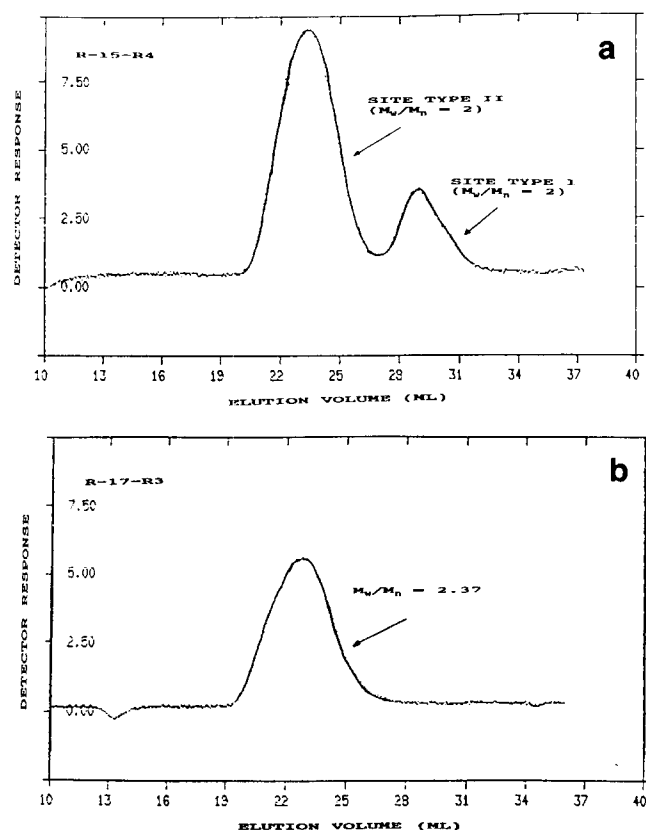 a
R-15-R4
7.50
SITE TYPE II
(Mw/Mn = 2)
5.00
SITE TYPE I
(Mw/Mn = 2)
2.50
0.00
DETECTOR RESPONSE
10 13 16 19 22 25 28 31 34 37 40
ELUTION VOLUME (ML)
b
R-17-R3
7.50
5.00
Mw/Mn = 2.37
2.50
0.00
DETECTOR RESPONSE
10 13 16 19 22 25 28 31 34 37 40
ELUTION VOLUME (ML)